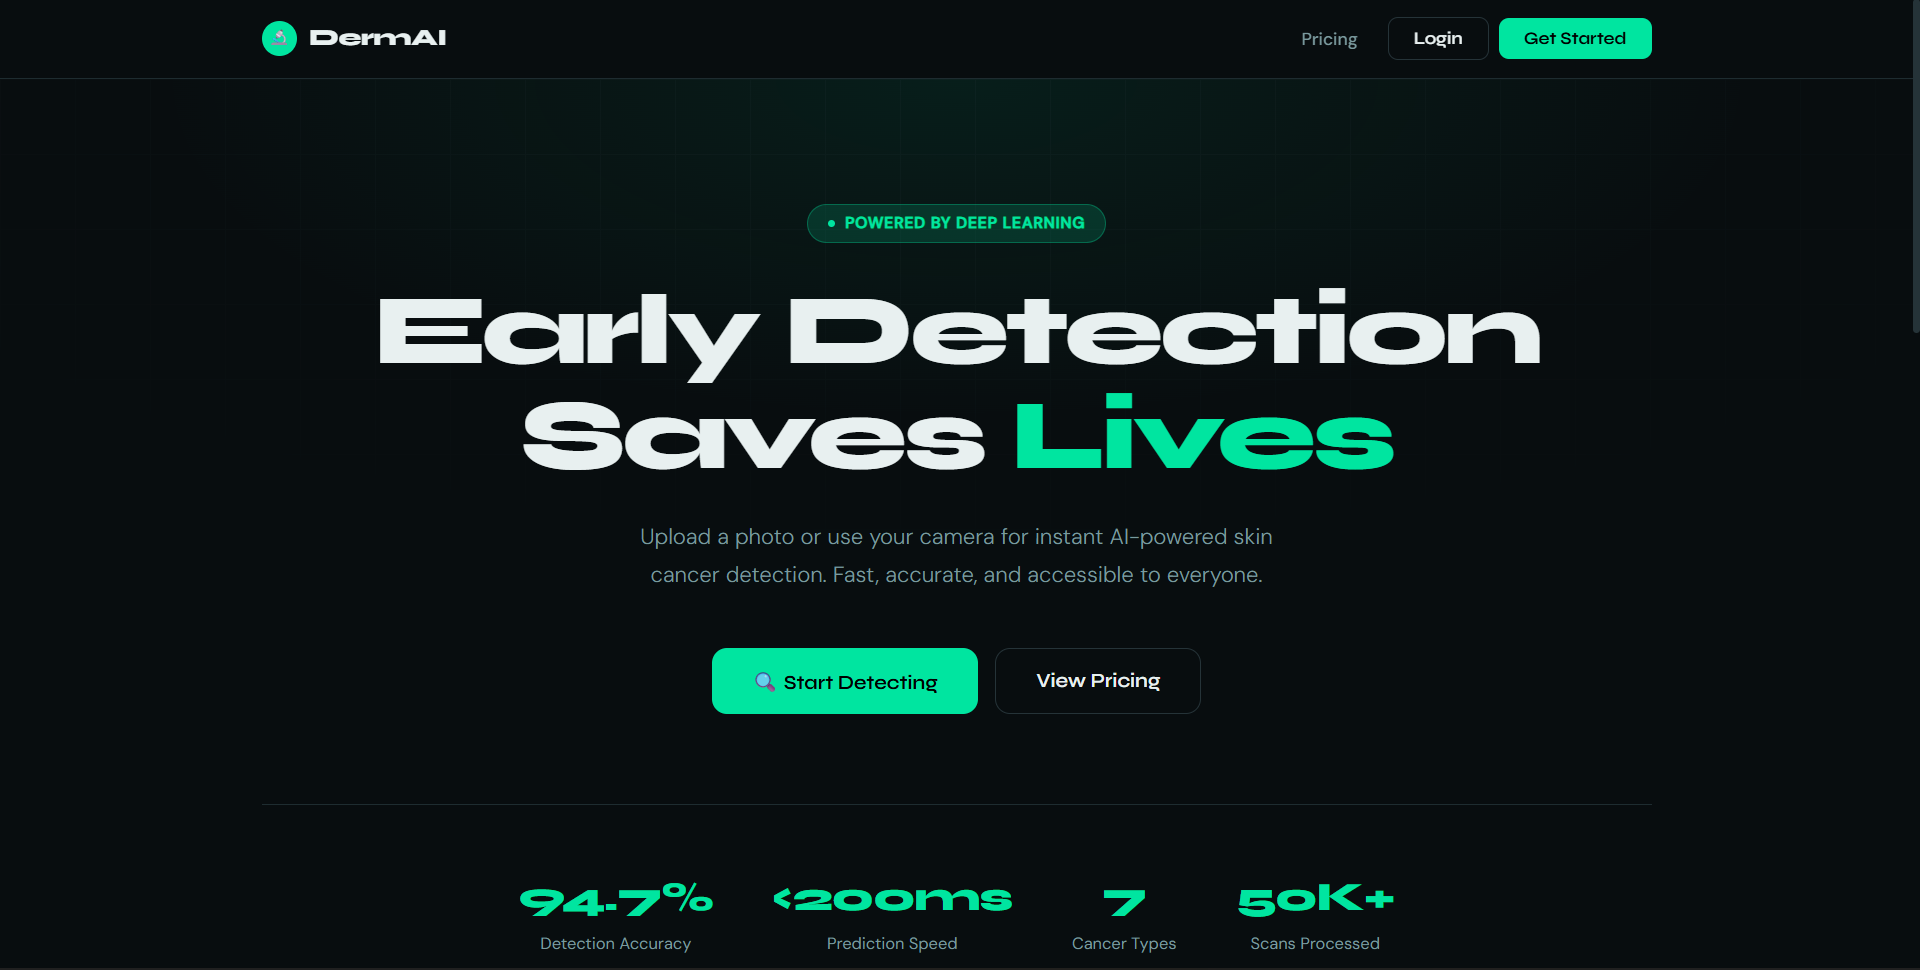 DermAI
Pricing
Login
Get Started
POWERED BY DEEP LEARNING
Early Detection
Saves Lives
Upload a photo or use your camera for instant AI-powered skin
cancer detection. Fast, accurate, and accessible to everyone.
🔍 Start Detecting
View Pricing
94.7%
Detection Accuracy
<200ms
Prediction Speed
7
Cancer Types
50K+
Scans Processed